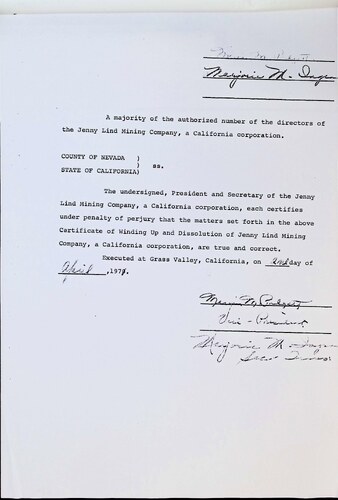 Marjorie M.
A majority of the authorized number of the directors of
the Jenny Lind Mining Company, a California corporation.
COUNTY OF NEVADA )
) ss.
STATE OF CALIFORNIA)
The undersigned, President and Secretary of the Jenny
Lind Mining Company, a California corporation, each certifies
under penalty of perjury that the matters set forth in the above
Certificate of Winding Up and Dissolution of Jenny Lind Mining
Company, a California corporation, are true and correct.
Executed at Grass Valley, California, on 2nd day of
April, 1971.
M.
Vice-President
Marjorie M.